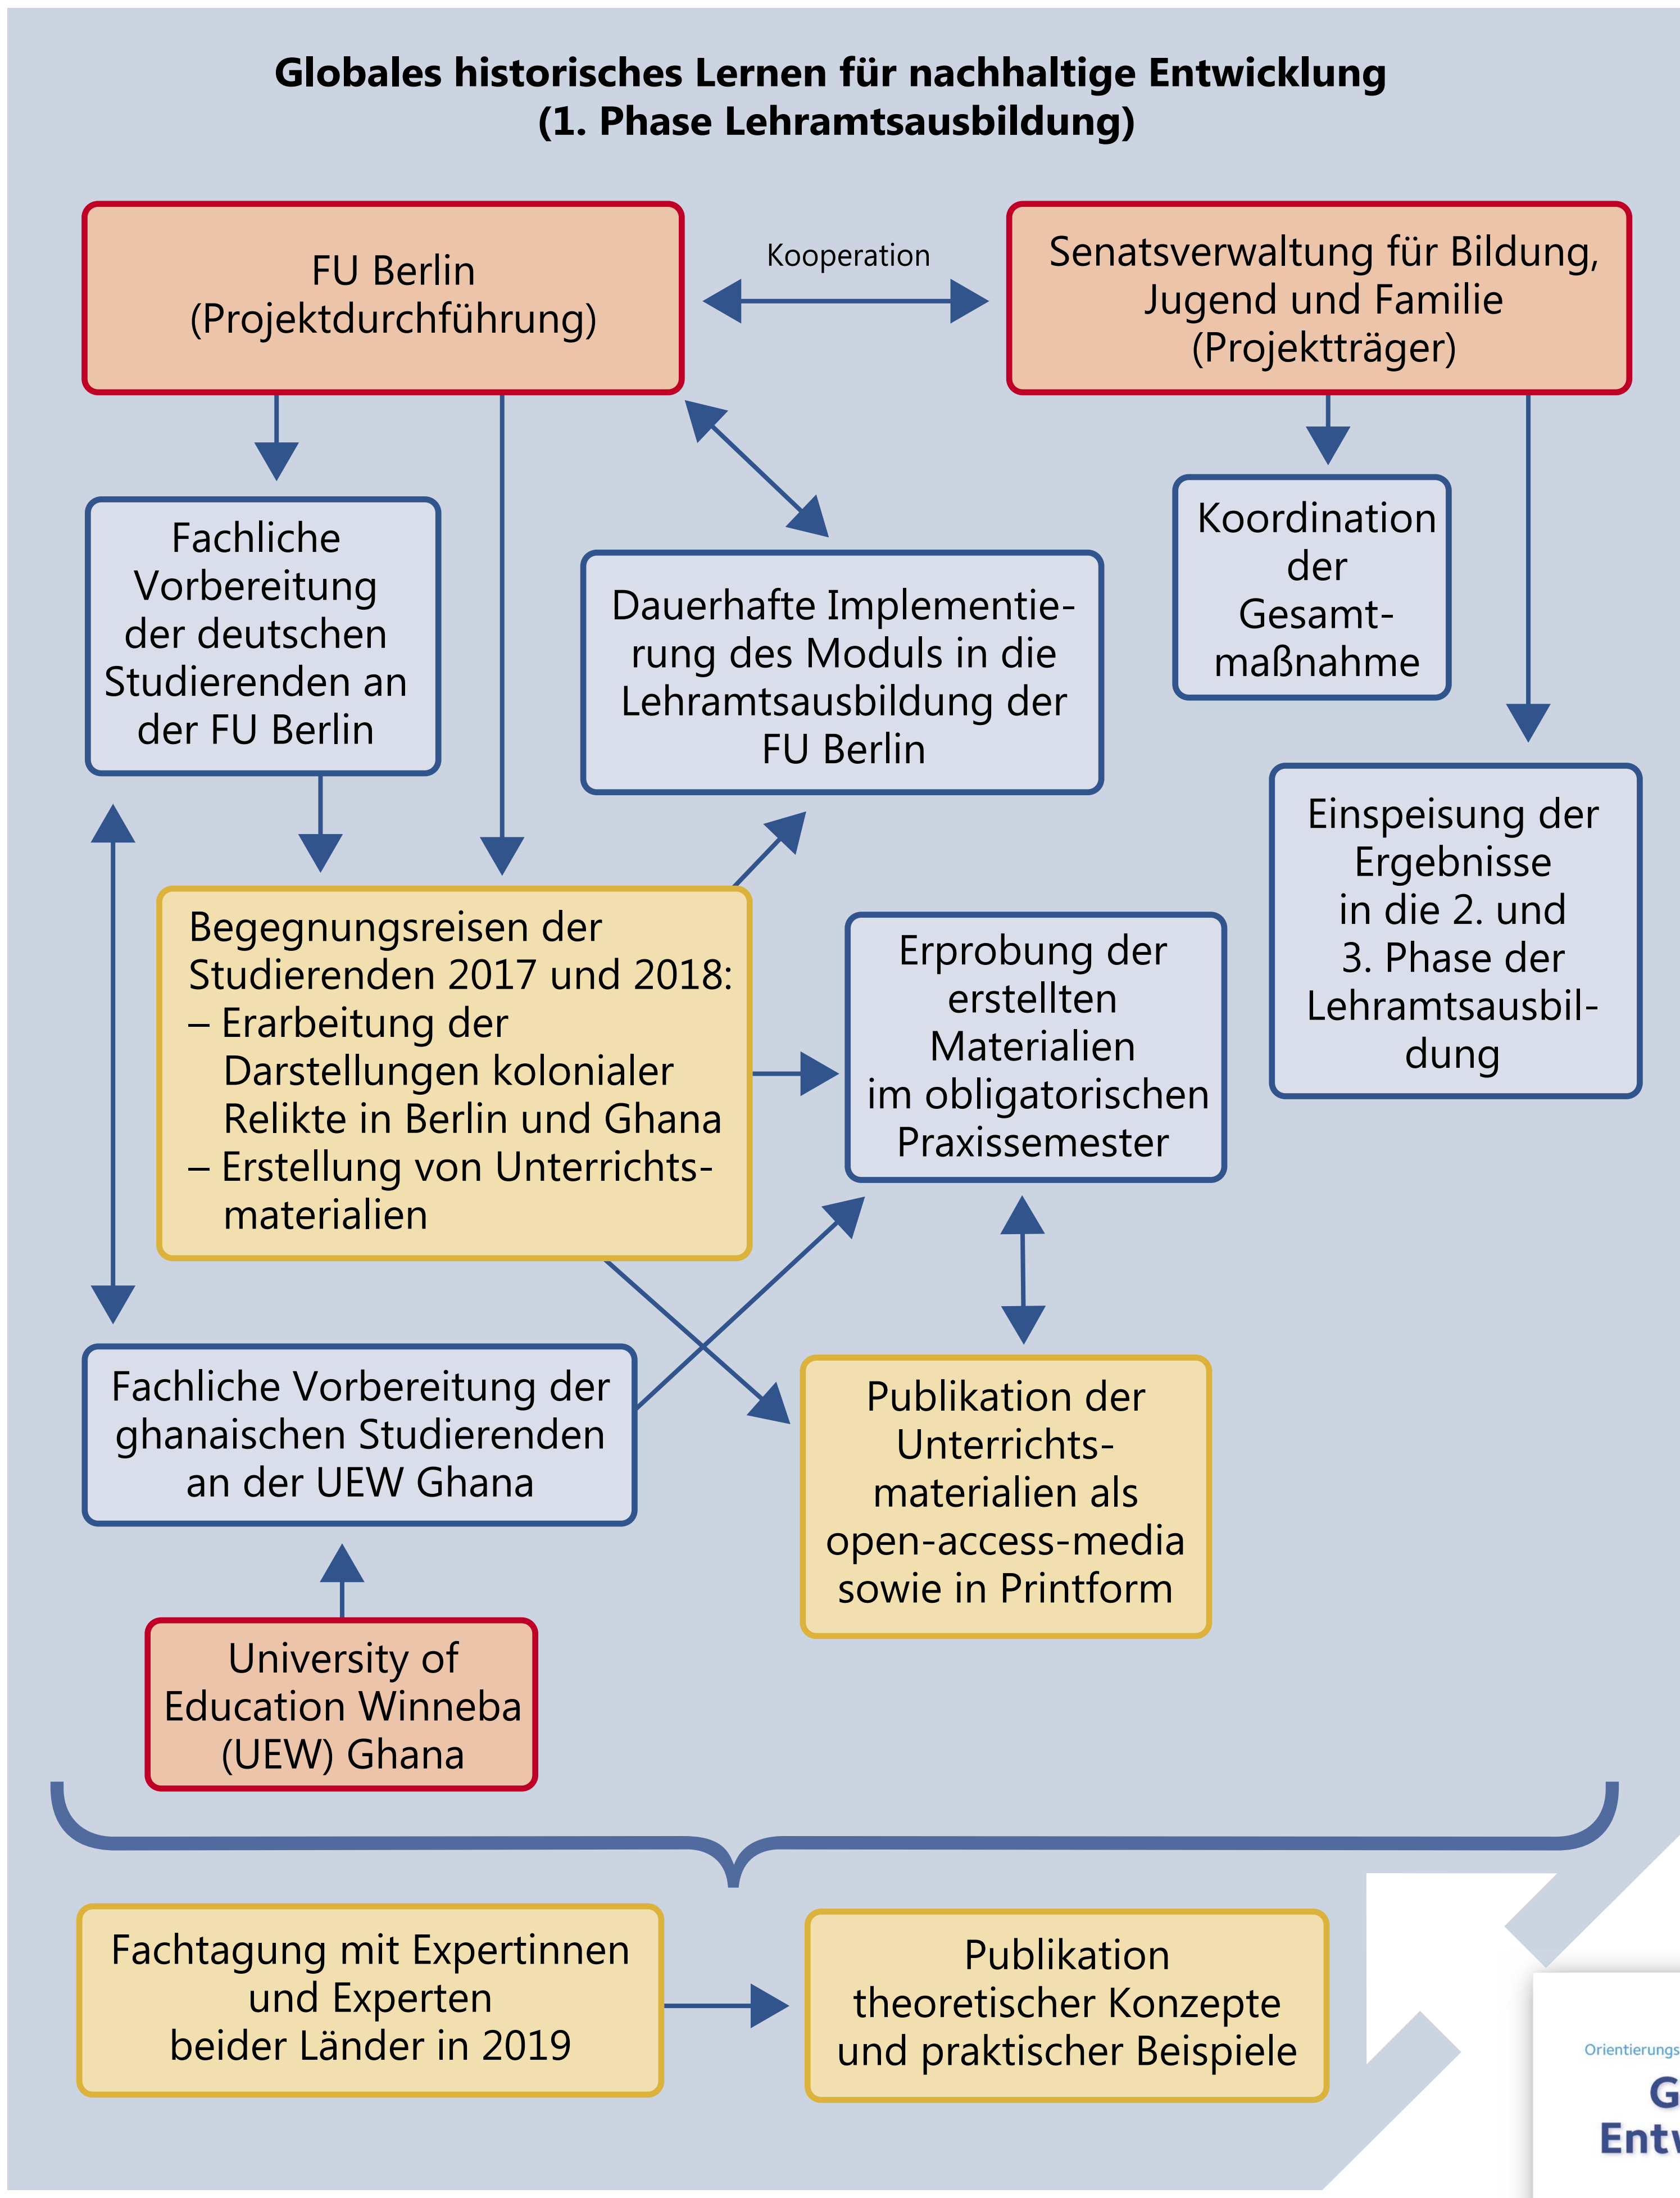 Globales historisches Lernen für nachhaltige Entwicklung
(1. Phase Lehramtsausbildung)
FU Berlin
(Projektdurchführung)
Kooperation
Senatsverwaltung für Bildung,
Jugend und Familie
(Projektträger)
Fachliche
Vorbereitung
der deutschen
Studierenden an
der FU Berlin
Dauerhafte Implementie-
rung des Moduls in die
Lehramtsausbildung der
FU Berlin
Koordination
der
Gesamt-
maßnahme
Einspeisung der
Ergebnisse
in die 2. und
3. Phase der
Lehramtsausbil-
dung
Begegnungsreisen der
Studierenden 2017 und 2018:
– Erarbeitung der
Darstellungen kolonialer
Relikte in Berlin und Ghana
– Erstellung von Unterrichts-
materialien
Erprobung der
erstellten
Materialien
im obligatorischen
Praxissemester
Fachliche Vorbereitung der
ghanaischen Studierenden
an der UEW Ghana
Publikation der
Unterrichts-
materialien als
open-access-media
sowie in Printform
University of
Education Winneba
(UEW) Ghana
Fachtagung mit Expertinnen
und Experten
beider Länder in 2019
Publikation
theoretischer Konzepte
und praktischer Beispiele
Orientierungs
G
Entw